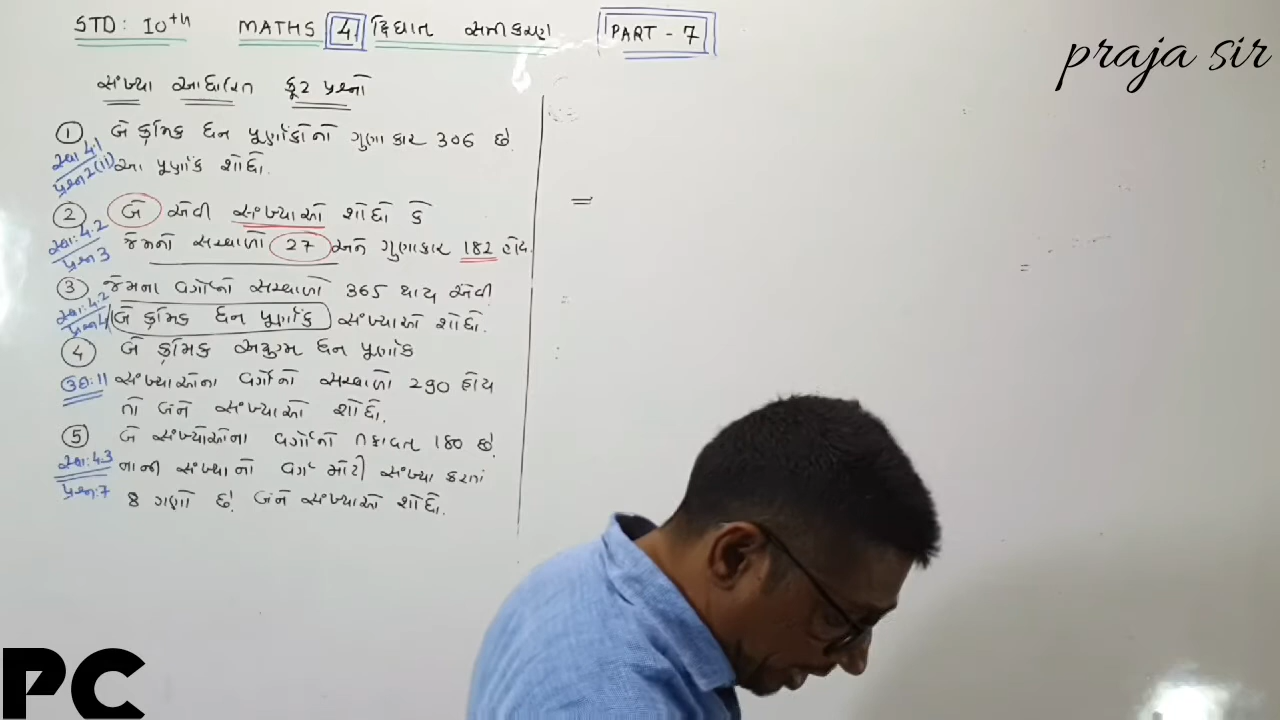 STD: 10th MATHS 4 દ્વિઘાત સમીકરણ PART - 7
praja sir
સંખ્યા આધારિત કૂટ પ્રશ્નો
1 બે ક્રમિક ધન પૂર્ણાંકોનો ગુણાકાર 306 છે.
સ્વા 4.1 પ્રશ્ન 2(ii) આ પૂર્ણાંક શોધો.
2 બે એવી સંખ્યાઓ શોધો કે
સ્વા: 4.2 પ્રશ્ન 3 જેમનો સરવાળો 27 અને ગુણાકાર 182 હોય.
3 જેમના વર્ગોનો સરવાળો 365 થાય એવી
સ્વા: 4.2 પ્રશ્ન 4 બે ક્રમિક ધન પૂર્ણાંક સંખ્યાઓ શોધો.
4 બે ક્રમિક અયુગ્મ ધન પૂર્ણાંક
ઉદા: 11 સંખ્યાઓના વર્ગોનો સરવાળો 290 હોય
તો બંને સંખ્યાઓ શોધો.
5 બે સંખ્યાઓના વર્ગોનો તફાવત 180 છે.
સ્વા: 4.3 નાની સંખ્યાનો વર્ગ મોટી સંખ્યા કરતાં
પ્રશ્ન: 7 8 ગણો છે. બંને સંખ્યાઓ શોધો.
PC